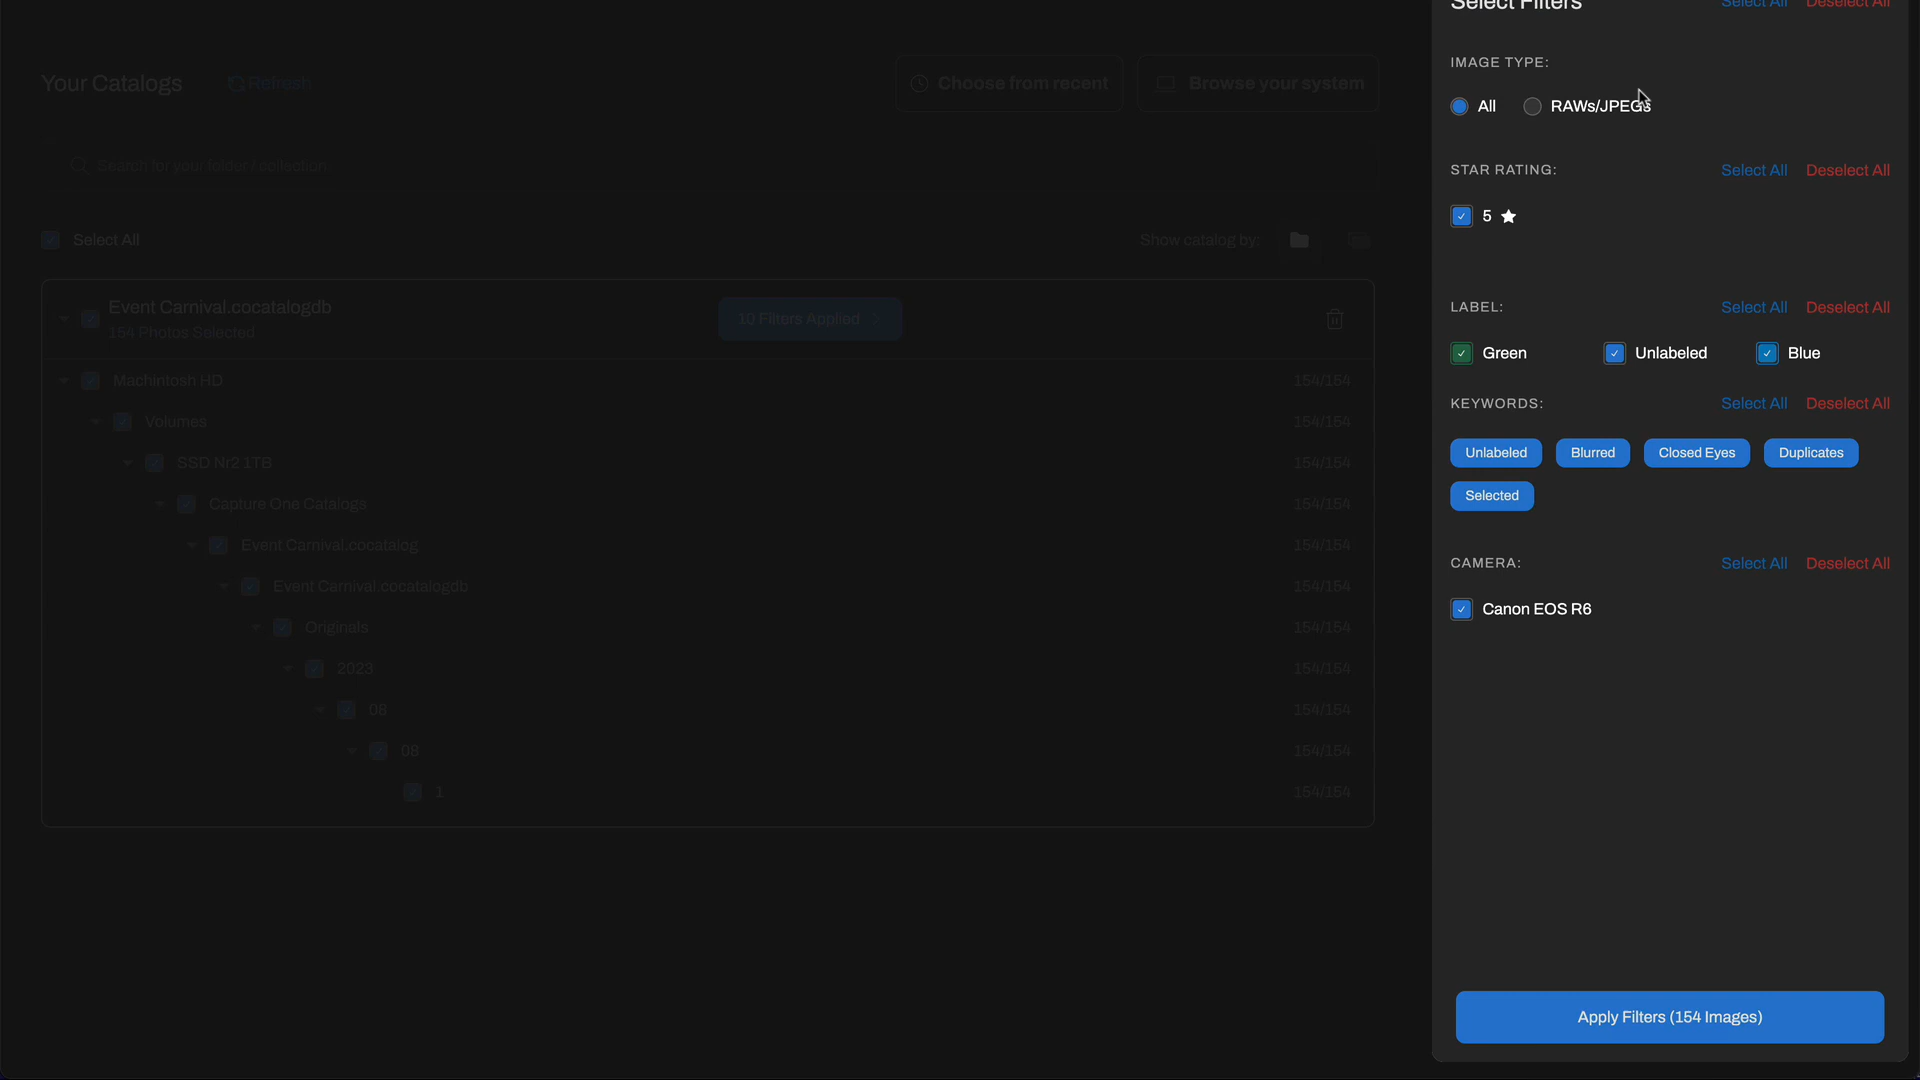 Your Catalogs
Refresh
Choose from recent
Browse your system
Search for your folder / collection...
Select All
Show catalog by:
Event Carnival.cocatalogdb
154 Photos Selected
10 Filters Applied
Machintosh HD 154/154
Volumes 154/154
SSD Nr2 1TB 154/154
Capture One Catalogs 154/154
Event Carnival.cocatalog 154/154
Event Carnival.cocatalogdb 154/154
Originals 154/154
2023 154/154
08 154/154
08 154/154
1 154/154
Select Filters Select All Deselect All
IMAGE TYPE:
All RAWs/JPEGs
STAR RATING: Select All Deselect All
5
LABEL: Select All Deselect All
Green Unlabeled Blue
KEYWORDS: Select All Deselect All
Unlabeled Blurred Closed Eyes Duplicates
Selected
CAMERA: Select All Deselect All
Canon EOS R6
Apply Filters (154 Images)